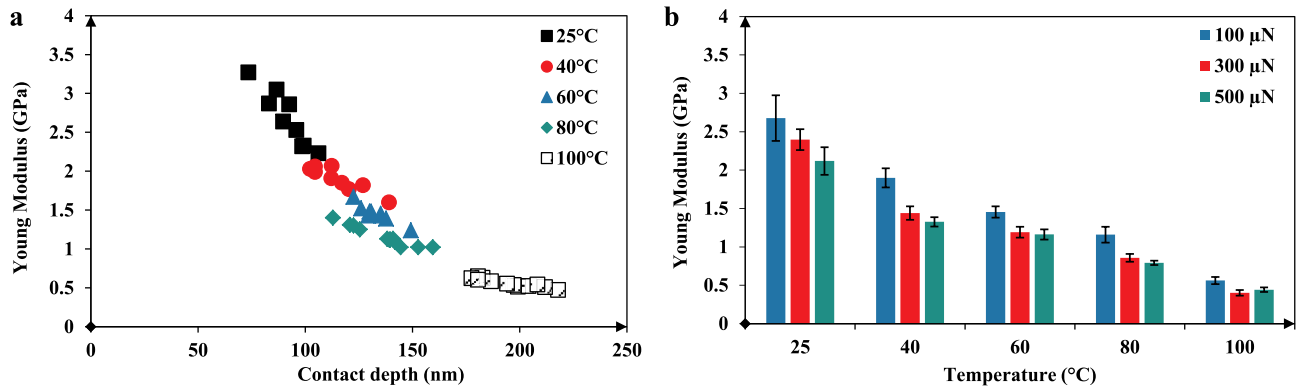 a
Young Modulus (GPa)
4
3.5
3
2.5
2
1.5
1
0.5
0
0 50 100 150 200 250
Contact depth (nm)
25°C
40°C
60°C
80°C
100°C
b
Young Modulus (GPa)
4
3.5
3
2.5
2
1.5
1
0.5
0
25 40 60 80 100
Temperature (°C)
100 µN
300 µN
500 µN